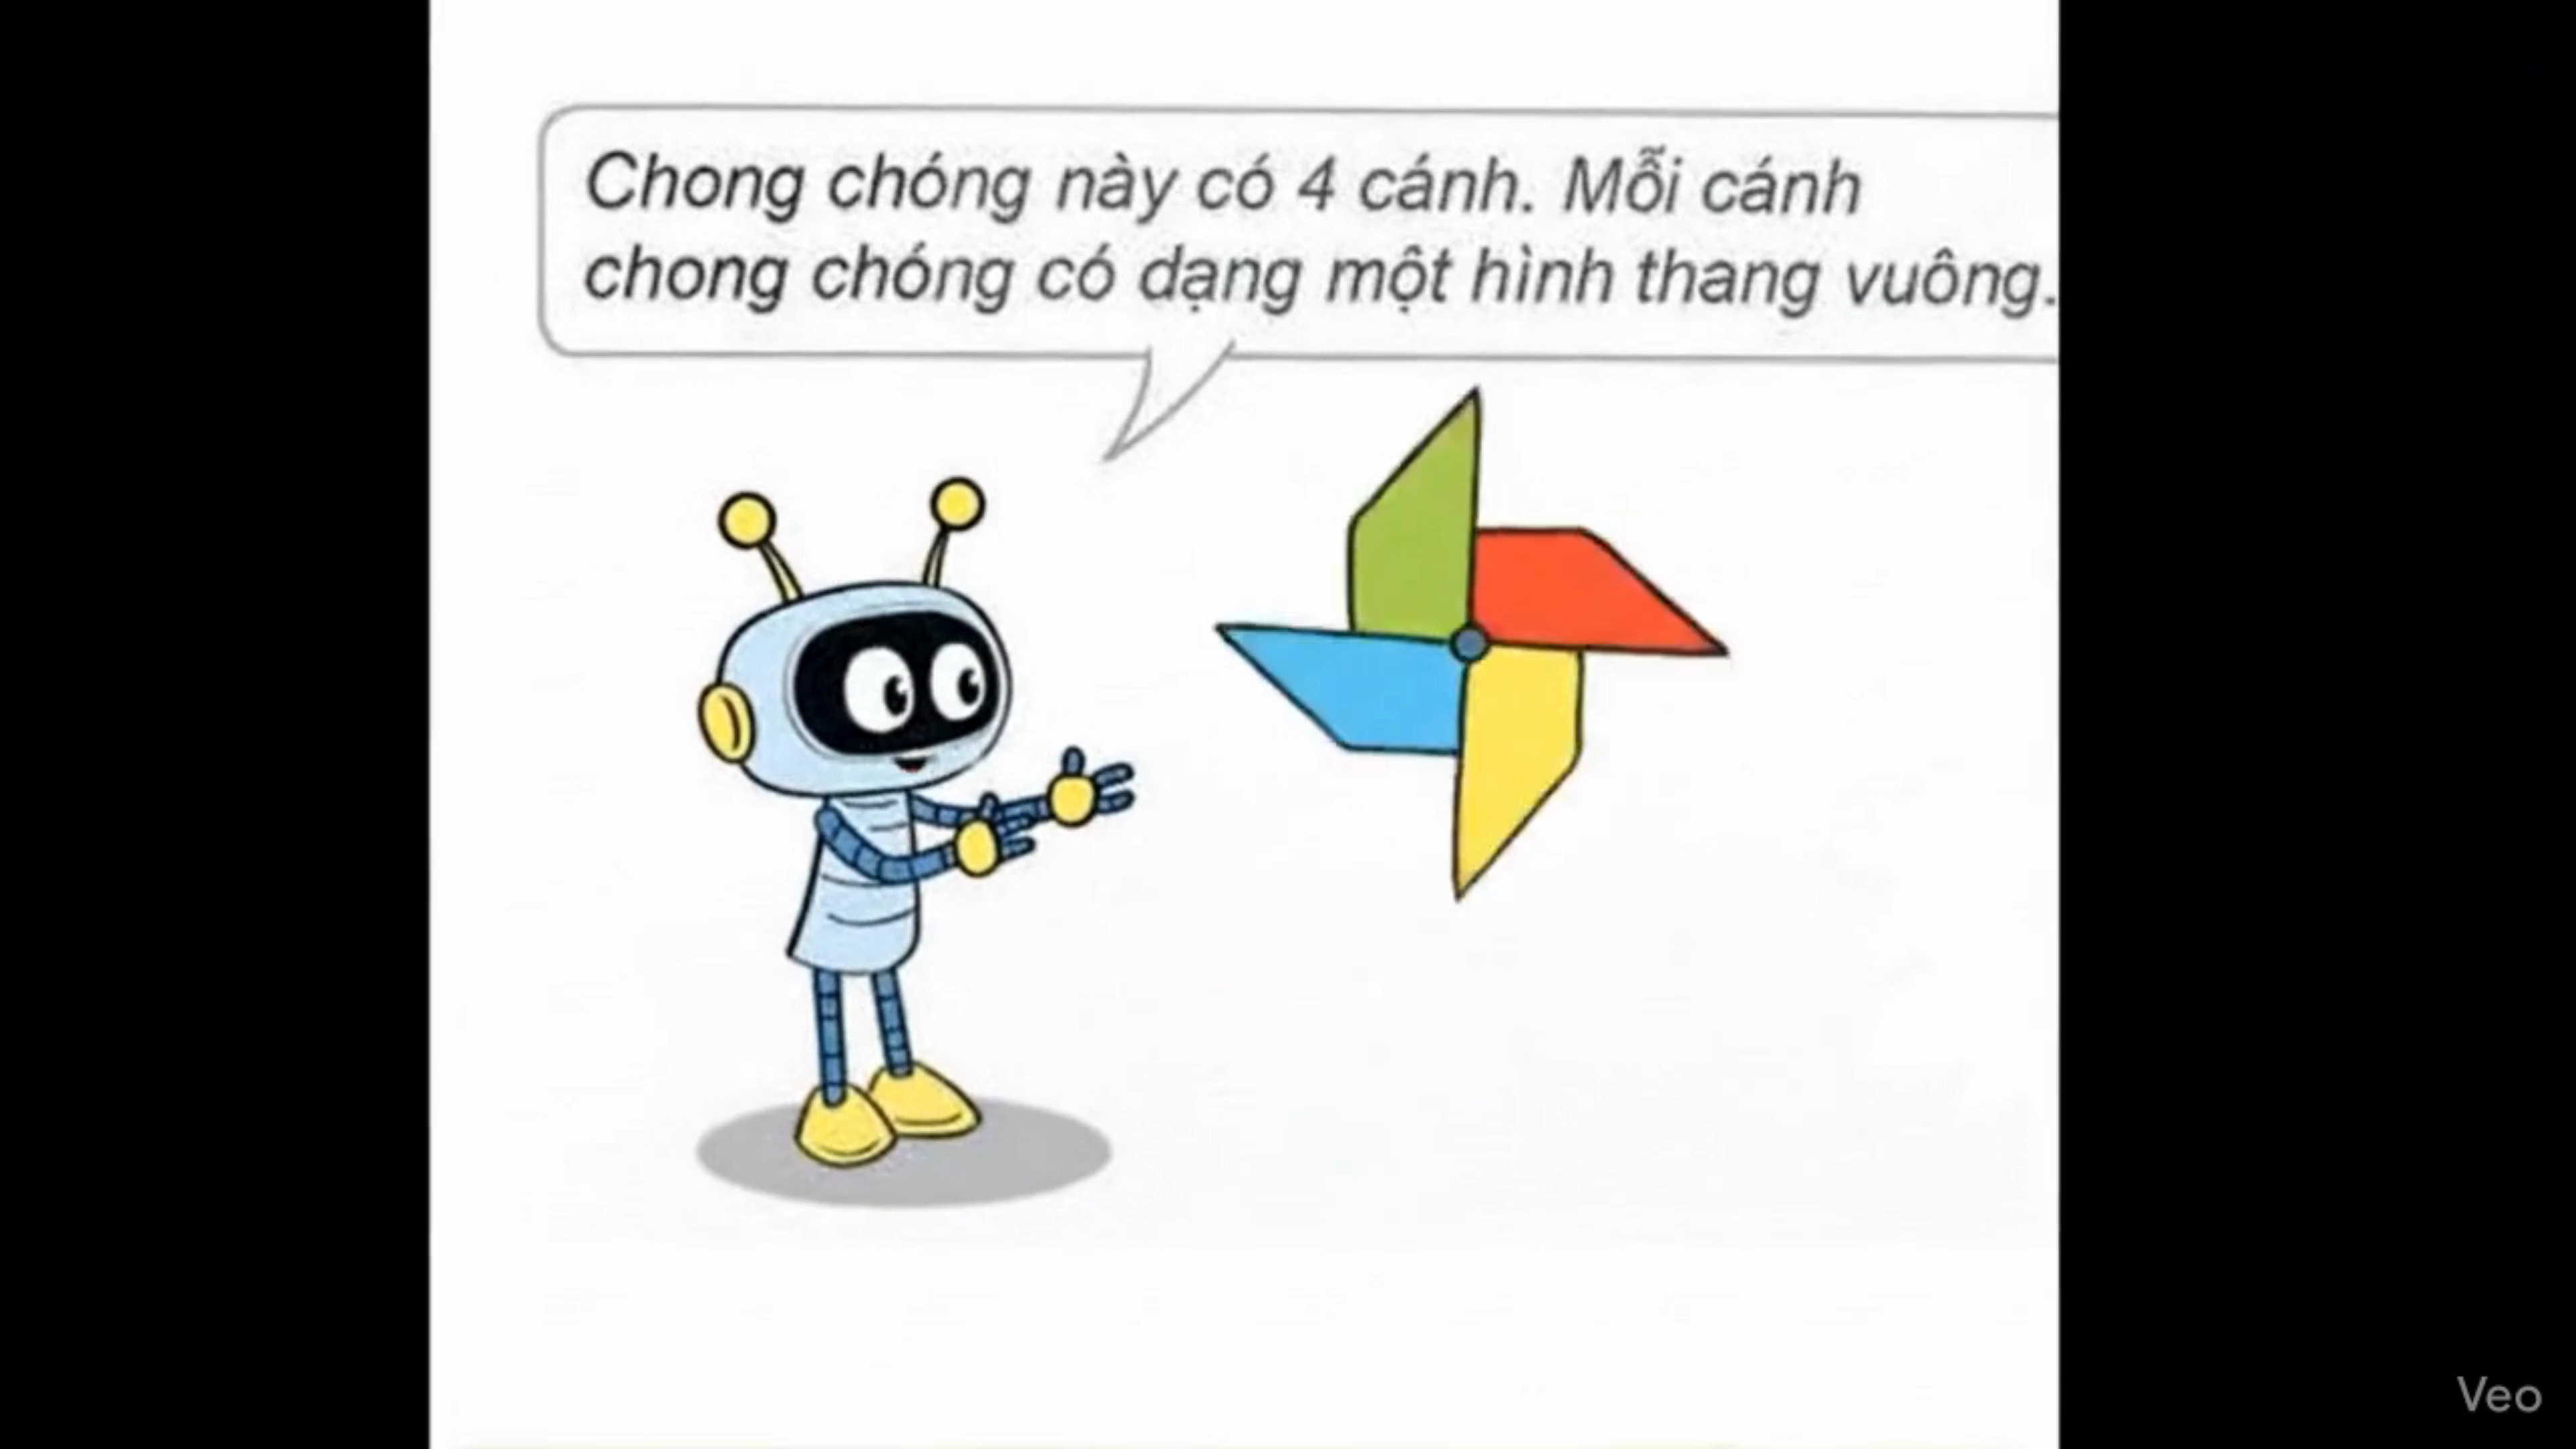 Chong chóng này có 4 cánh. Mỗi cánh
chong chóng có dạng một hình thang vuông.
Veo